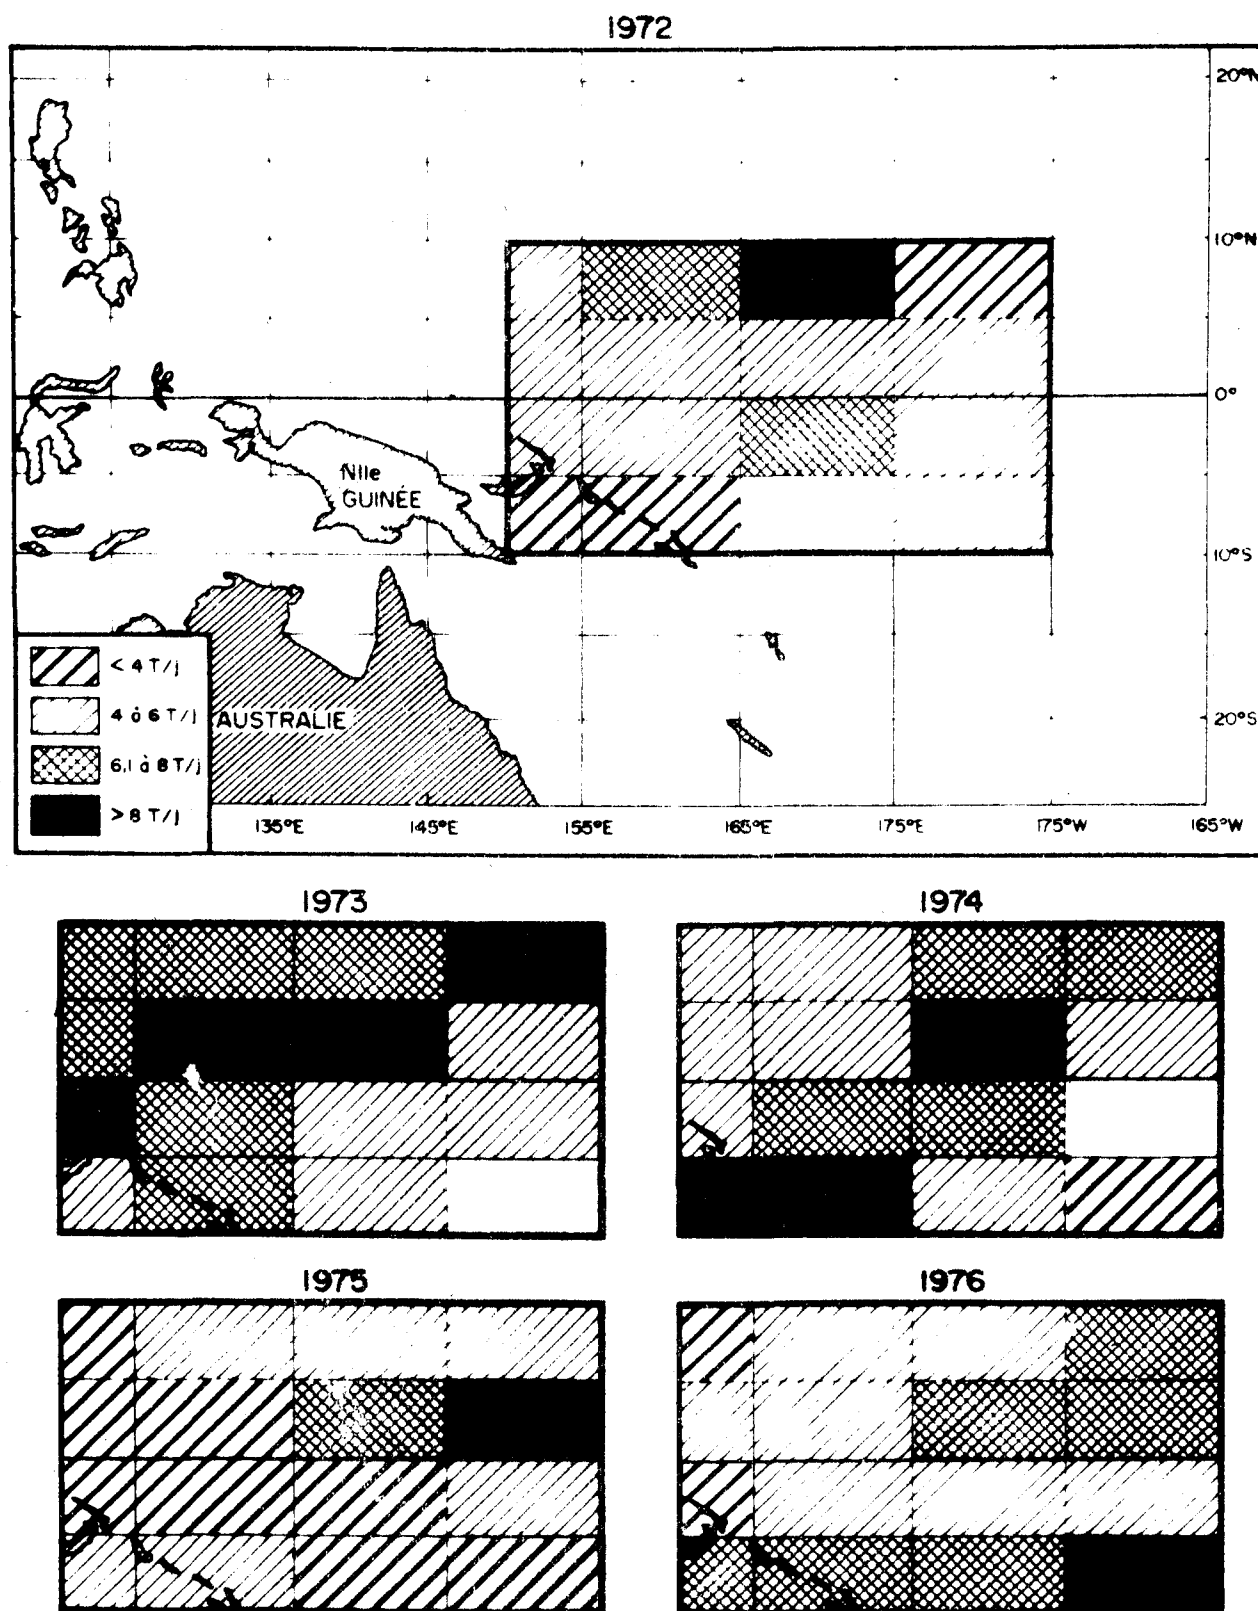 1972
20°N
10°N
0°
Nlle
GUINÉE
10°S
< 4 T/j
4 à 6 T/j
AUSTRALIE
20°S
6,1 à 8 T/j
> 8 T/j
135°E 145°E 155°E 165°E 175°E 175°W 165°W
1973 1974
1975 1976